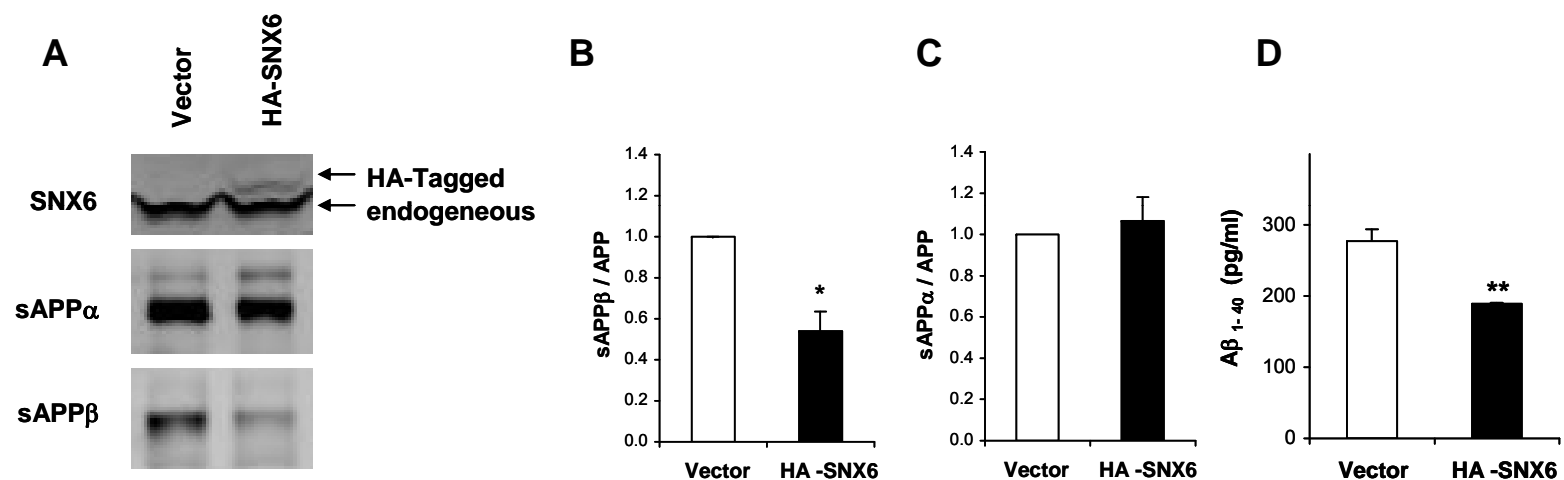 A
Vector
HA-SNX6
SNX6
HA-Tagged
endogeneous
sAPPα
sAPPβ
B
sAPPβ / APP
1.4
1.2
1.0
0.8
0.6
0.4
0.2
0.0
*
Vector
HA -SNX6
C
sAPPα / APP
1.4
1.2
1.0
0.8
0.6
0.4
0.2
0.0
Vector
HA -SNX6
D
Aβ 1- 40 (pg/ml)
300
200
100
0
**
Vector
HA -SNX6